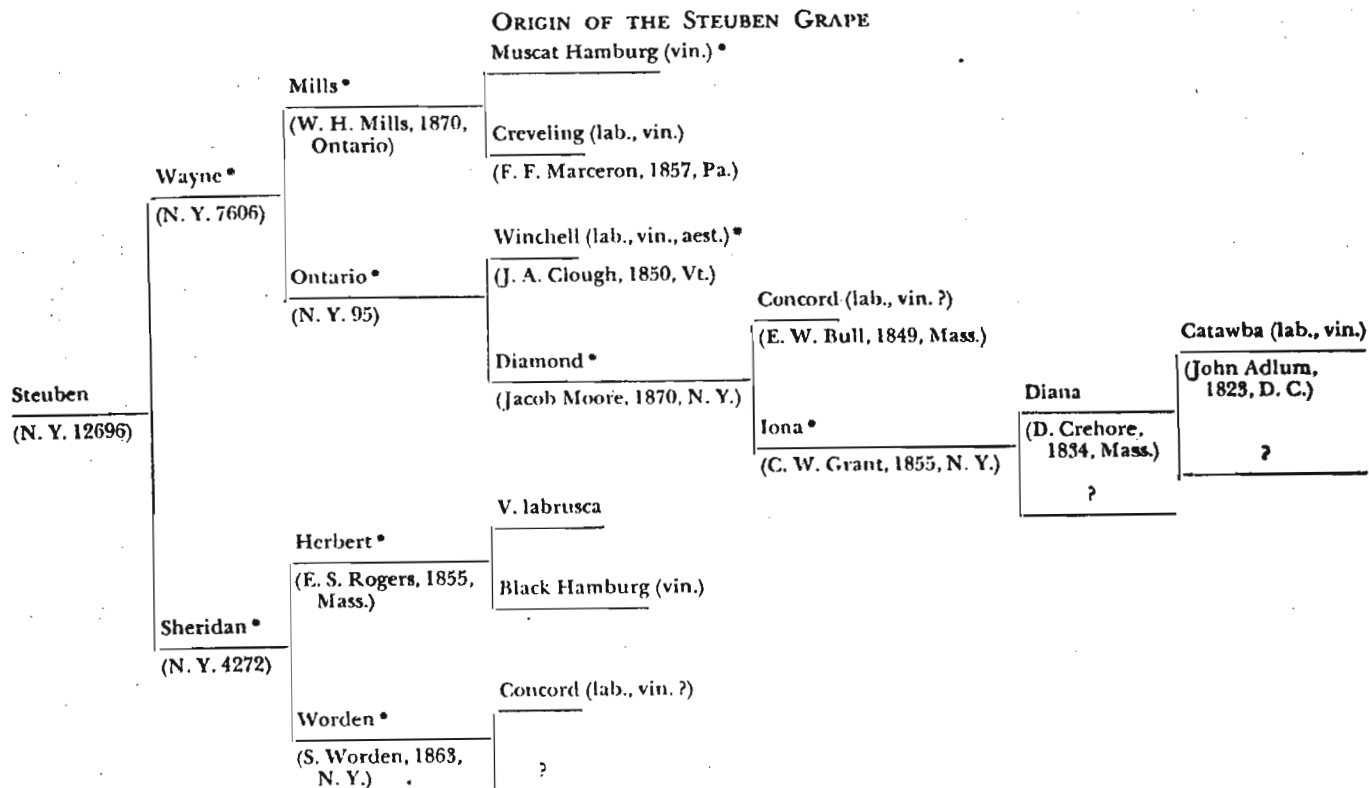 ORIGIN OF THE STEUBEN GRAPE
Muscat Hamburg (vin.) •
Mills •
(W. H. Mills, 1870,
Ontario)
Creveling (lab., vin.)
(F. F. Marceron, 1857, Pa.)
Wayne •
(N. Y. 7606)
Winchell (lab., vin., aest.) •
(J. A. Clough, 1850, Vt.)
Ontario •
(N. Y. 95)
Concord (lab., vin. ?)
(E. W. Bull, 1849, Mass.)
Diamond •
(Jacob Moore, 1870, N. Y.)
Catawba (lab., vin.)
(John Adlum,
1823, D. C.)
?
Steuben
(N. Y. 12696)
Diana
(D. Crehore,
1834, Mass.)
?
Iona •
(C. W. Grant, 1855, N. Y.)
V. labrusca
Herbert •
(E. S. Rogers, 1855,
Mass.)
Black Hamburg (vin.)
Sheridan •
(N. Y. 4272)
Concord (lab., vin. ?)
Worden •
(S. Worden, 1863,
N. Y.)
?